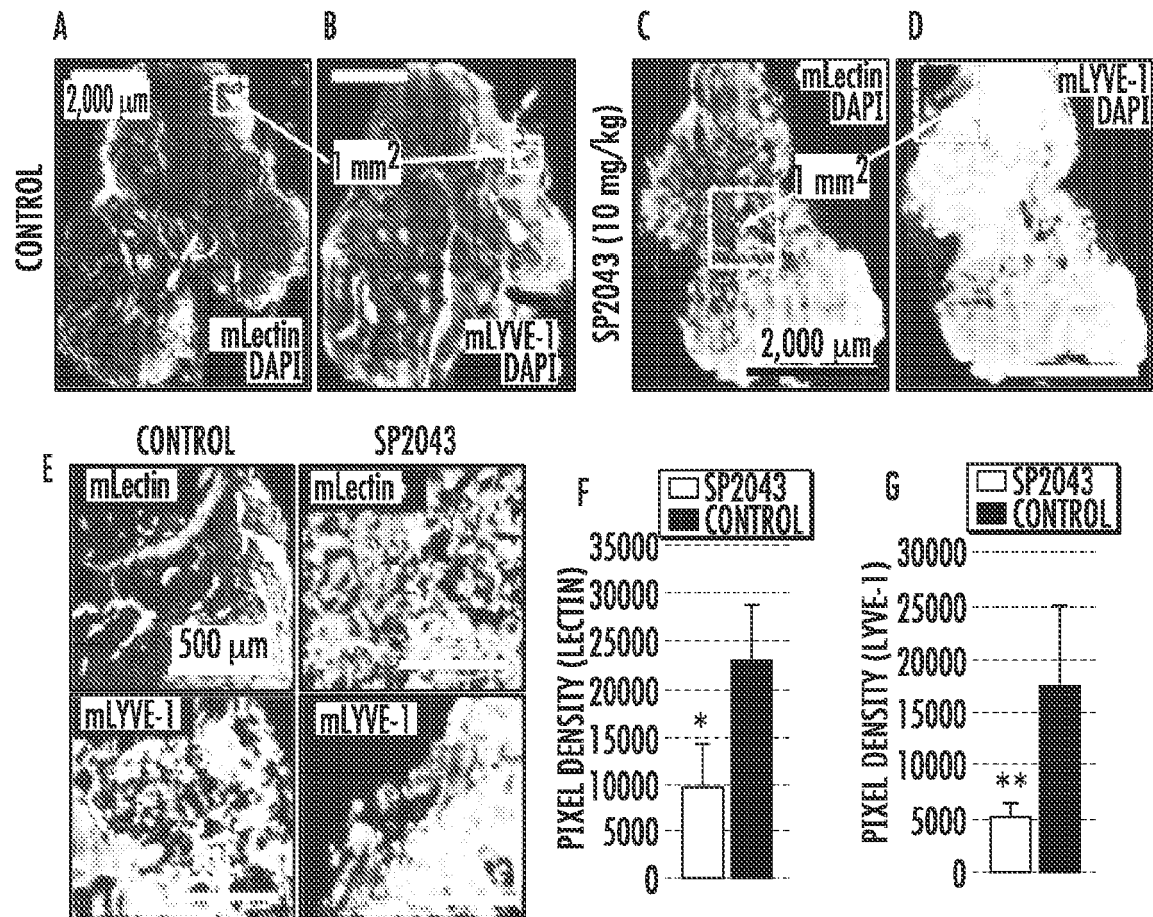 A
B
C
D
CONTROL
2,000 µm
1 mm2
mLectin
DAPI
mLYVE-1
DAPI
SP2043 (10 mg/kg)
mLectin
DAPI
1 mm2
2,000 µm
mLYVE-1
DAPI
E
CONTROL
SP2043
mLectin
500 µm
mLectin
mLYVE-1
mLYVE-1
F
SP2043
CONTROL
PIXEL DENSITY (LECTIN)
35000
30000
25000
20000
15000
10000
5000
0
*
G
SP2043
CONTROL
PIXEL DENSITY (LYVE-1)
30000
25000
20000
15000
10000
5000
0
**